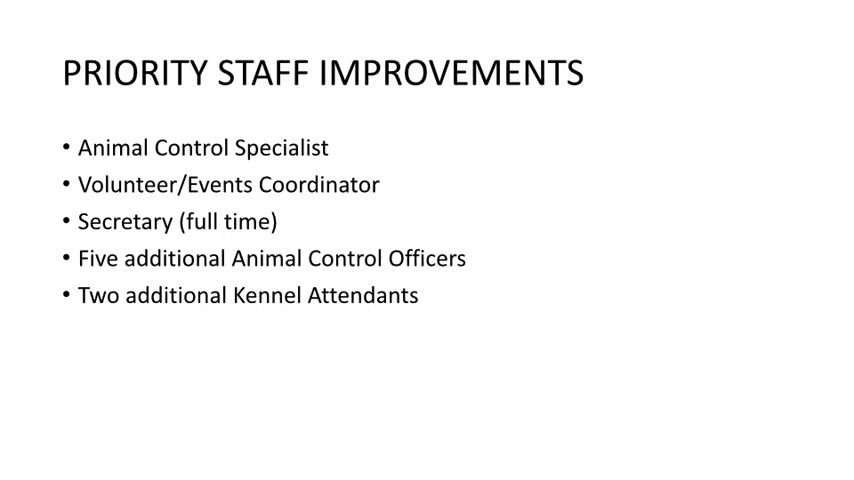 PRIORITY STAFF IMPROVEMENTS
• Animal Control Specialist
• Volunteer/Events Coordinator
• Secretary (full time)
• Five additional Animal Control Officers
• Two additional Kennel Attendants